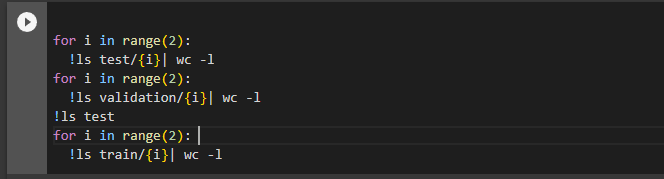 for i in range(2):
  !ls test/{i}| wc -l
for i in range(2):
  !ls validation/{i}| wc -l
!ls test
for i in range(2):
  !ls train/{i}| wc -l